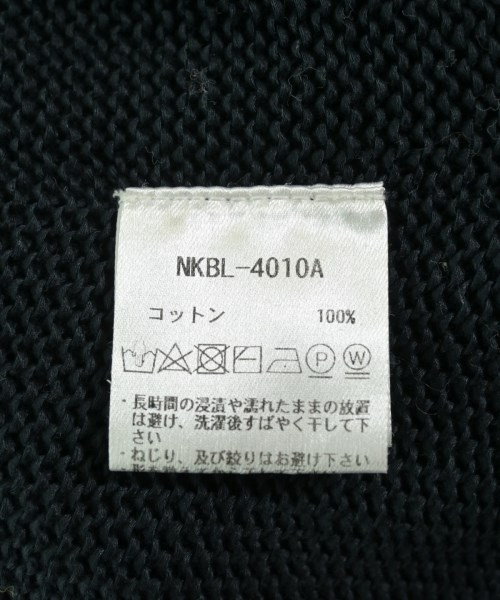 NKBL-4010A
コットン 100%
P W
・長時間の浸漬や濡れたままの放置
は避け、洗濯後すばやく干して下
さい
・ねじり、及び絞りはお避け下さい